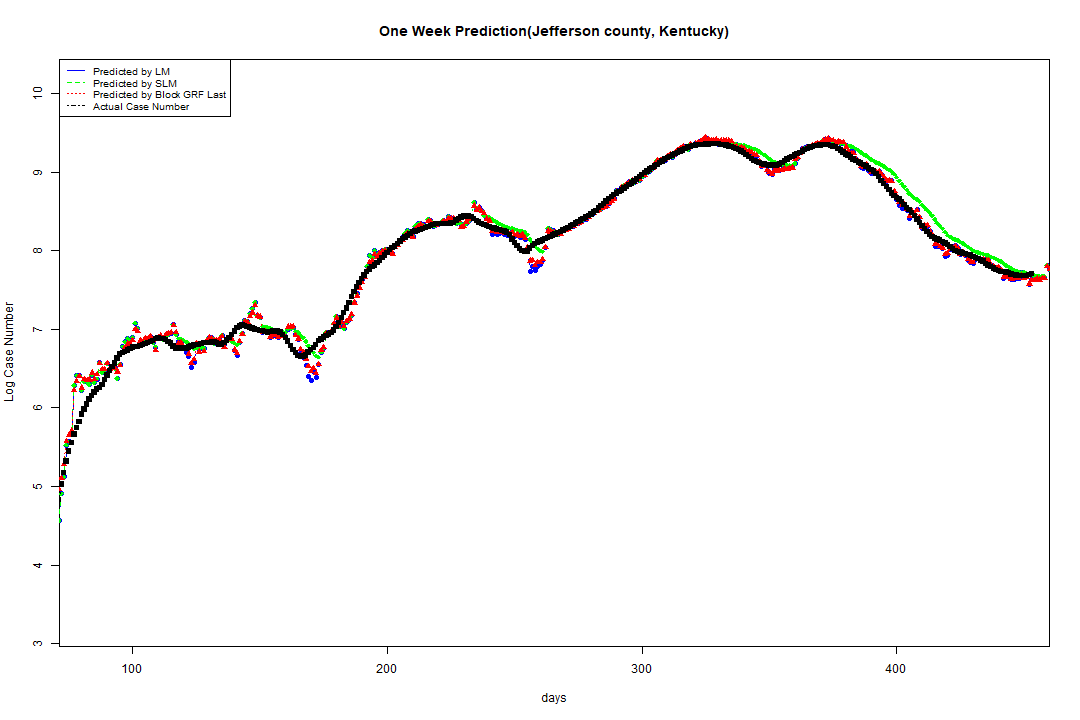 One Week Prediction(Jefferson county, Kentucky)
Predicted by LM
Predicted by SLM
Predicted by Block GRF Last
Actual Case Number
10
9
8
7
6
5
4
3
Log Case Number
100 200 300 400
days